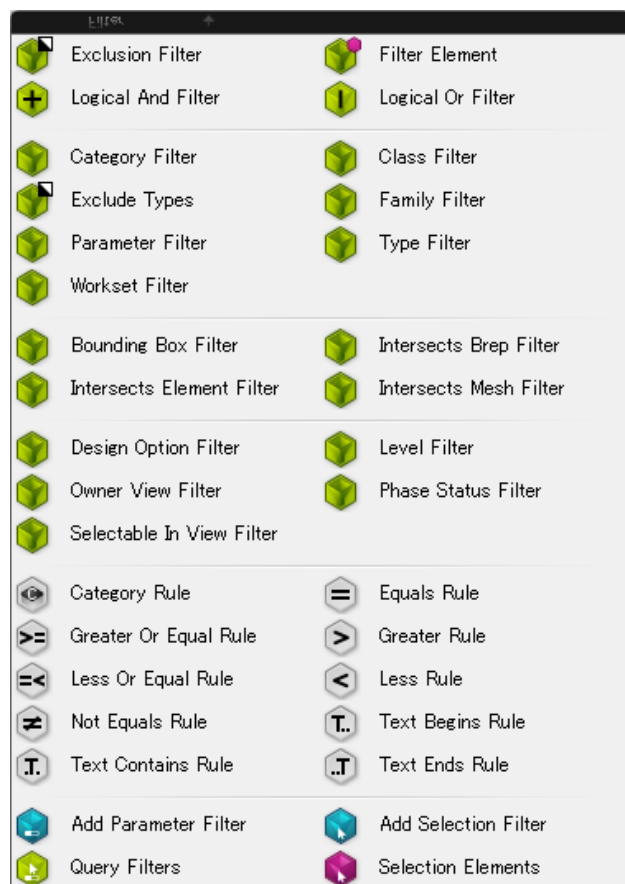 Filter
Exclusion Filter
Filter Element
Logical And Filter
Logical Or Filter
Category Filter
Class Filter
Exclude Types
Family Filter
Parameter Filter
Type Filter
Workset Filter
Bounding Box Filter
Intersects Brep Filter
Intersects Element Filter
Intersects Mesh Filter
Design Option Filter
Level Filter
Owner View Filter
Phase Status Filter
Selectable In View Filter
Category Rule
= Equals Rule
>= Greater Or Equal Rule
> Greater Rule
=< Less Or Equal Rule
< Less Rule
≠ Not Equals Rule
T.. Text Begins Rule
.T. Text Contains Rule
..T Text Ends Rule
Add Parameter Filter
Add Selection Filter
Query Filters
Selection Elements